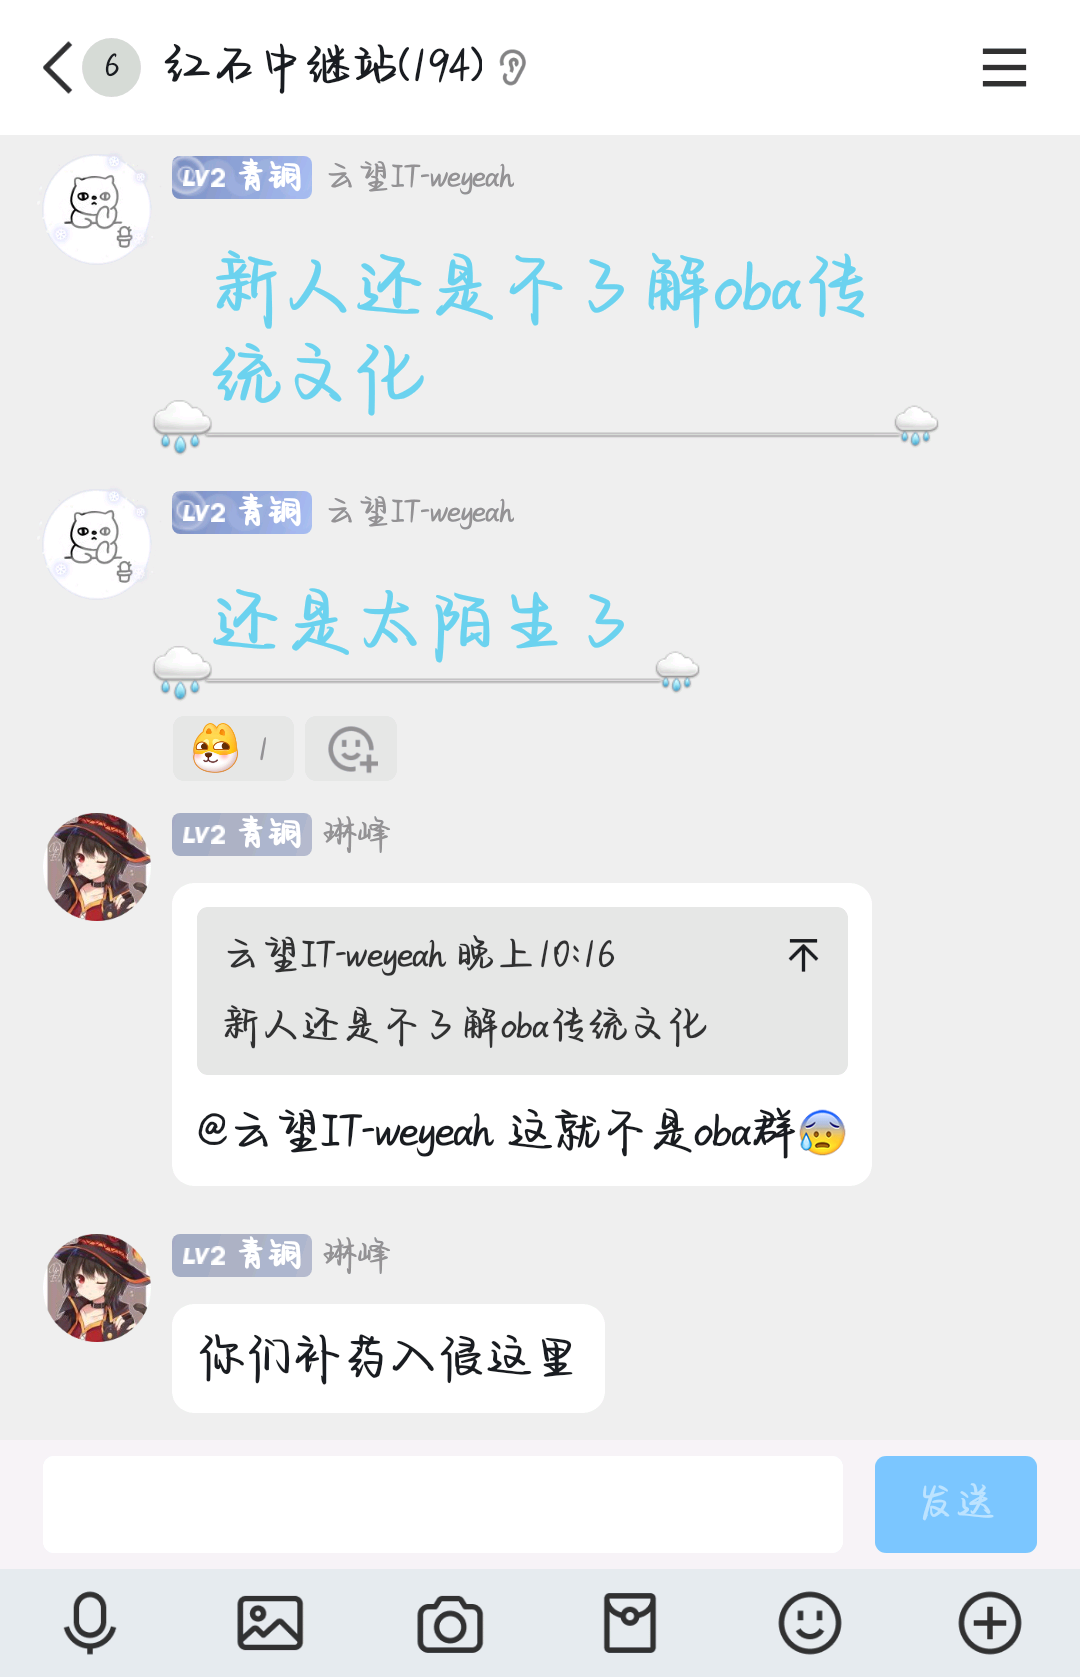 6 红石中继站(194)
LV2 青铜 云望IT-weyeah
新人还是不了解oba传
统文化
LV2 青铜 云望IT-weyeah
还是太陌生了
1
LV2 青铜 琳峰
云望IT-weyeah 晚上10:16
新人还是不了解oba传统文化
@云望IT-weyeah 这就不是oba群😰
LV2 青铜 琳峰
你们补药入侵这里
发送